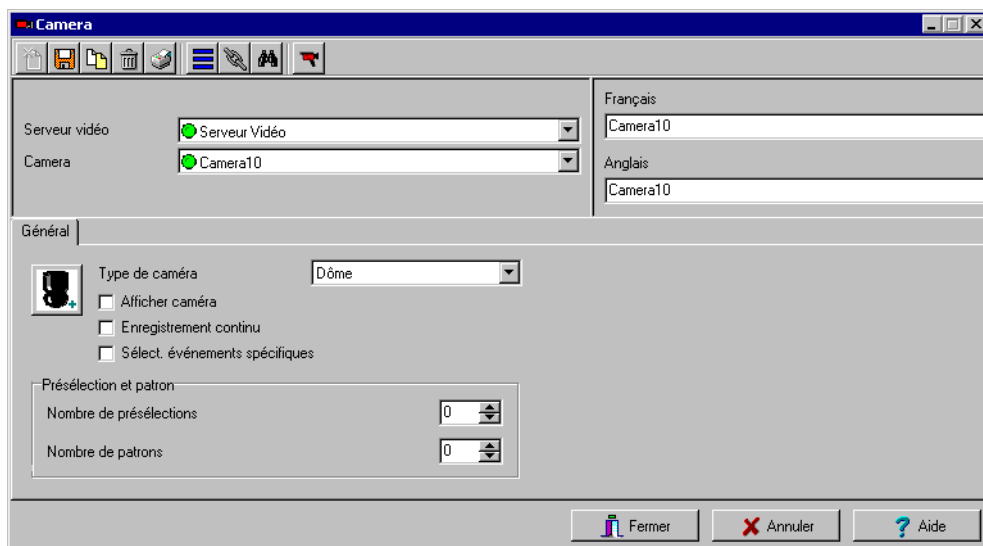 Camera
Serveur vidéo
Serveur Vidéo
Camera
Camera10
Français
Camera10
Anglais
Camera10
Général
Type de caméra
Dôme
Afficher caméra
Enregistrement continu
Sélect. événements spécifiques
Présélection et patron
Nombre de présélections
0
Nombre de patrons
0
Fermer
Annuler
Aide